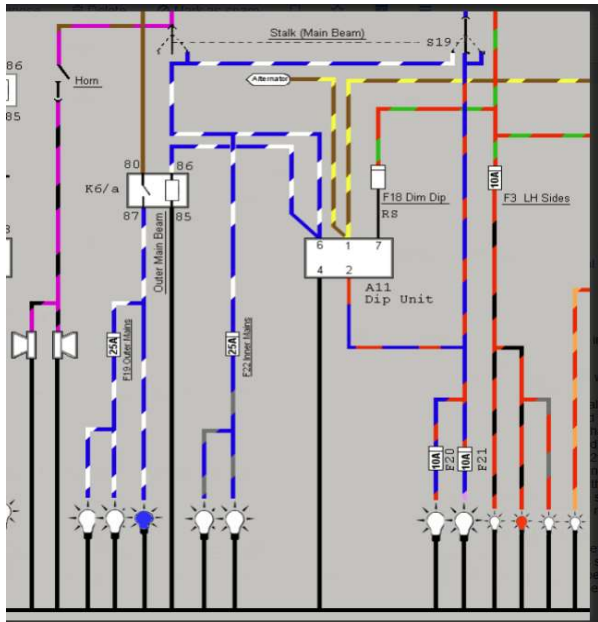 Stalk (Main Beam)
S19
86
Horn
85
Alternator
80
86
K6/a
87
85
Outer Main Beam
10A
F18 Dim Dip
RS
F3 LH Sides
6
1
7
4
2
A11
Dip Unit
25A
F19 Outer Mains
25A
F22 Inner Mains
10A
F20
10A
F21